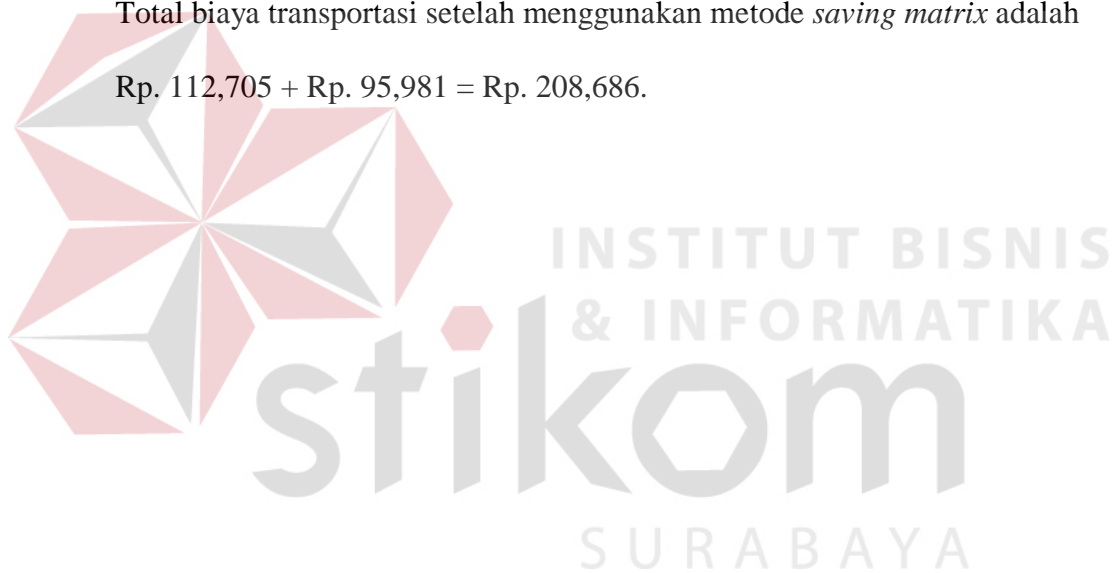 Total biaya transportasi setelah menggunakan metode saving matrix adalah
Rp. 112,705 + Rp. 95,981 = Rp. 208,686.
INSTITUT BISNIS
& INFORMATIKA
stikom
SURABAYA